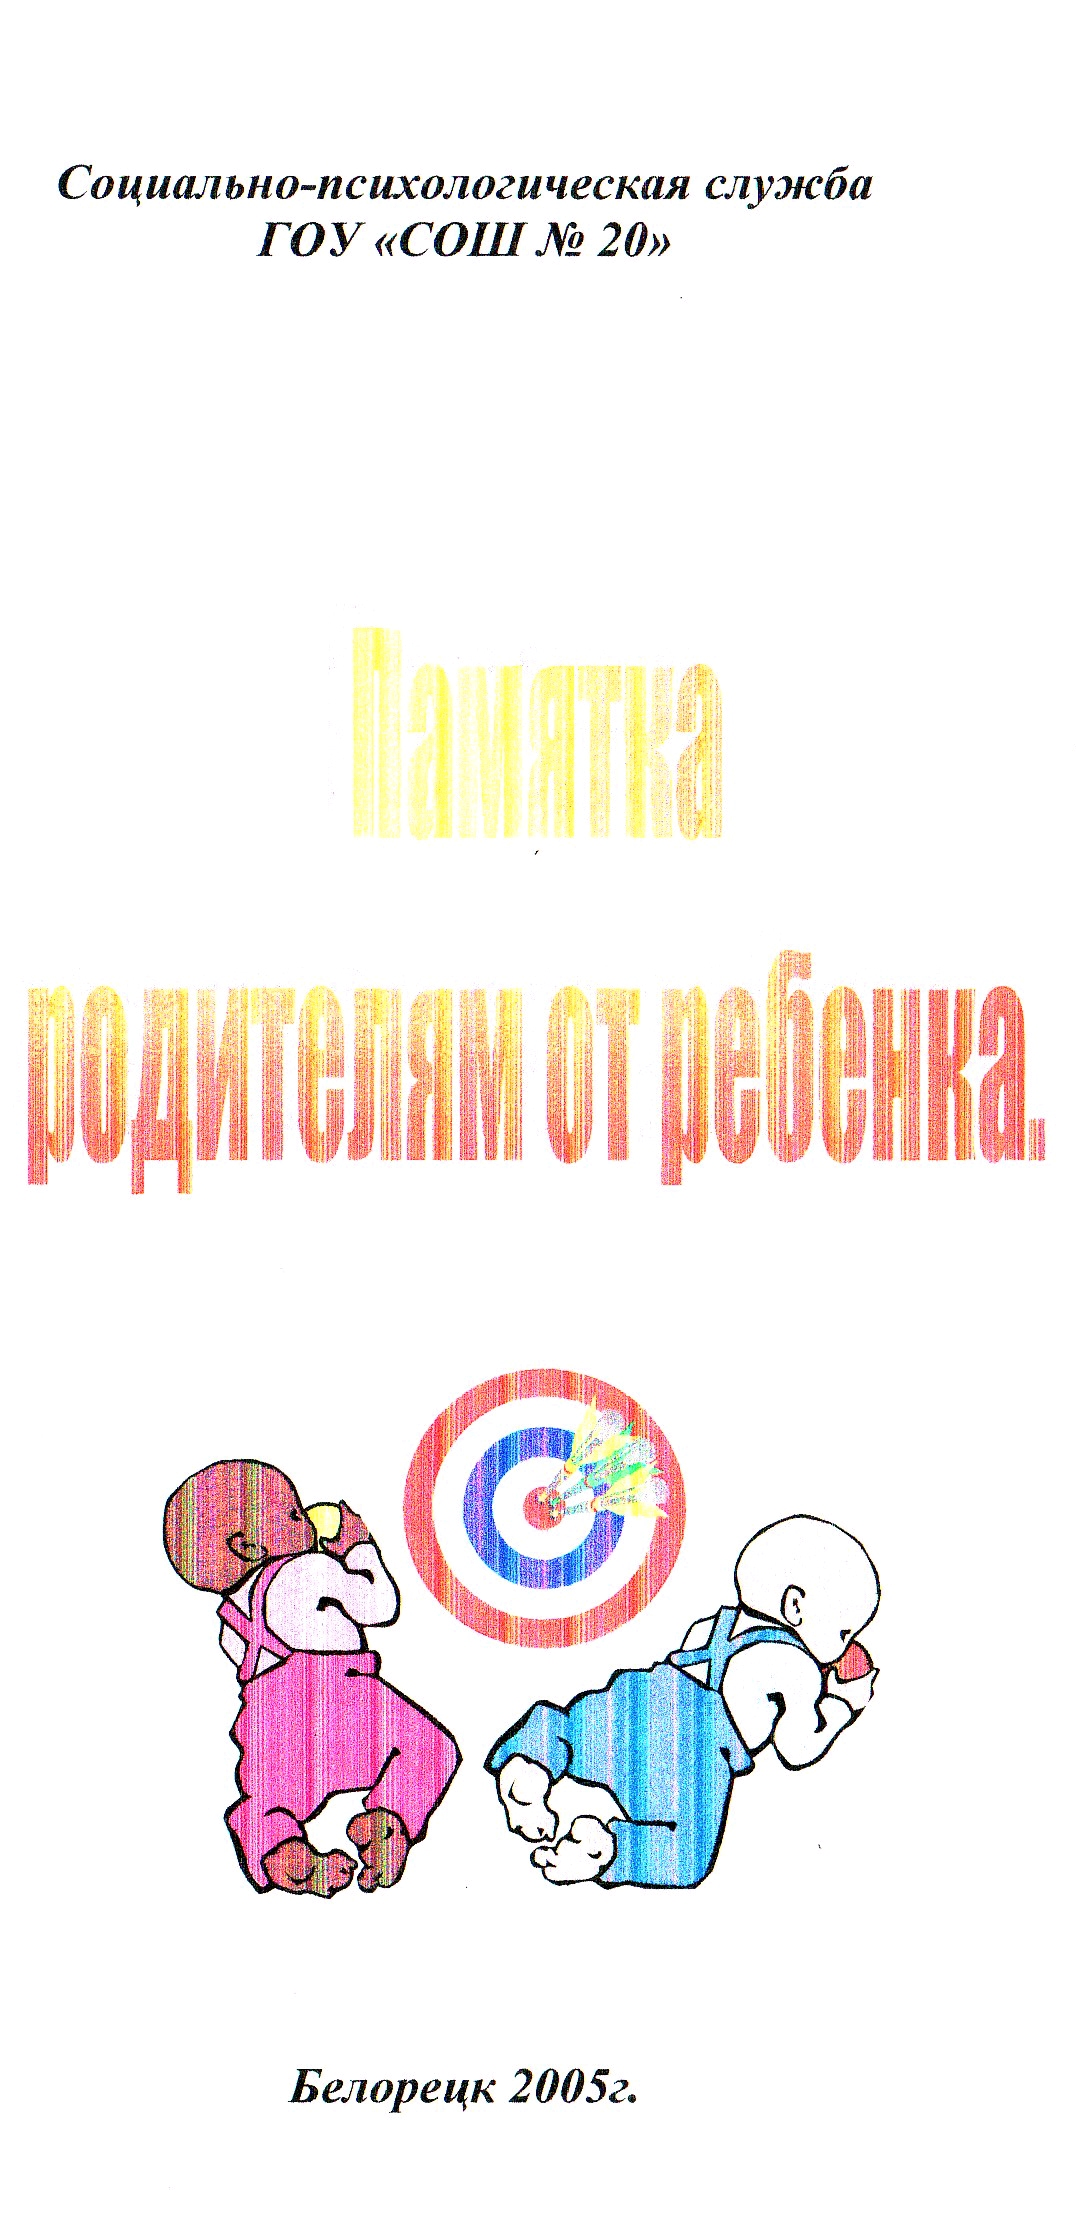 Социально-психологическая служба
ГОУ «СОШ № 20»
Памятка
родителям от ребенка.
Белорецк 2005г.